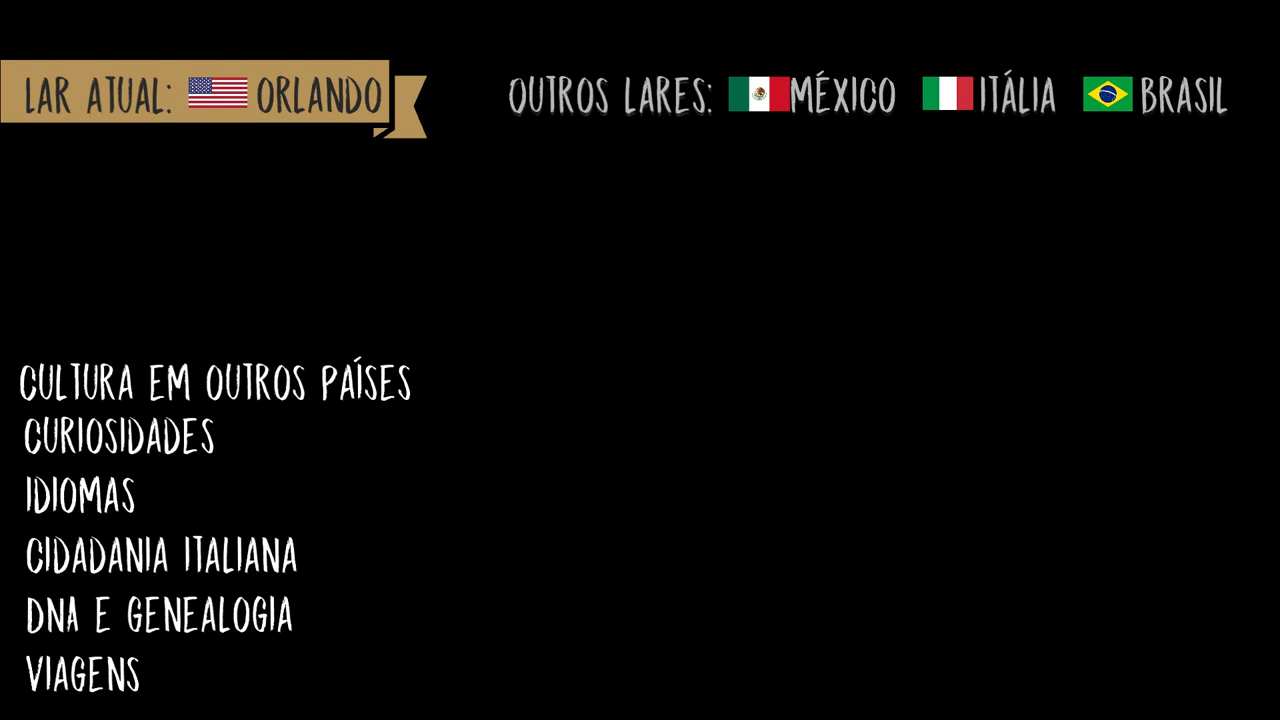 LAR ATUAL: ORLANDO
OUTROS LARES: MÉXICO ITÁLIA BRASIL
CULTURA EM OUTROS PAÍSES
CURIOSIDADES
IDIOMAS
CIDADANIA ITALIANA
DNA E GENEALOGIA
VIAGENS